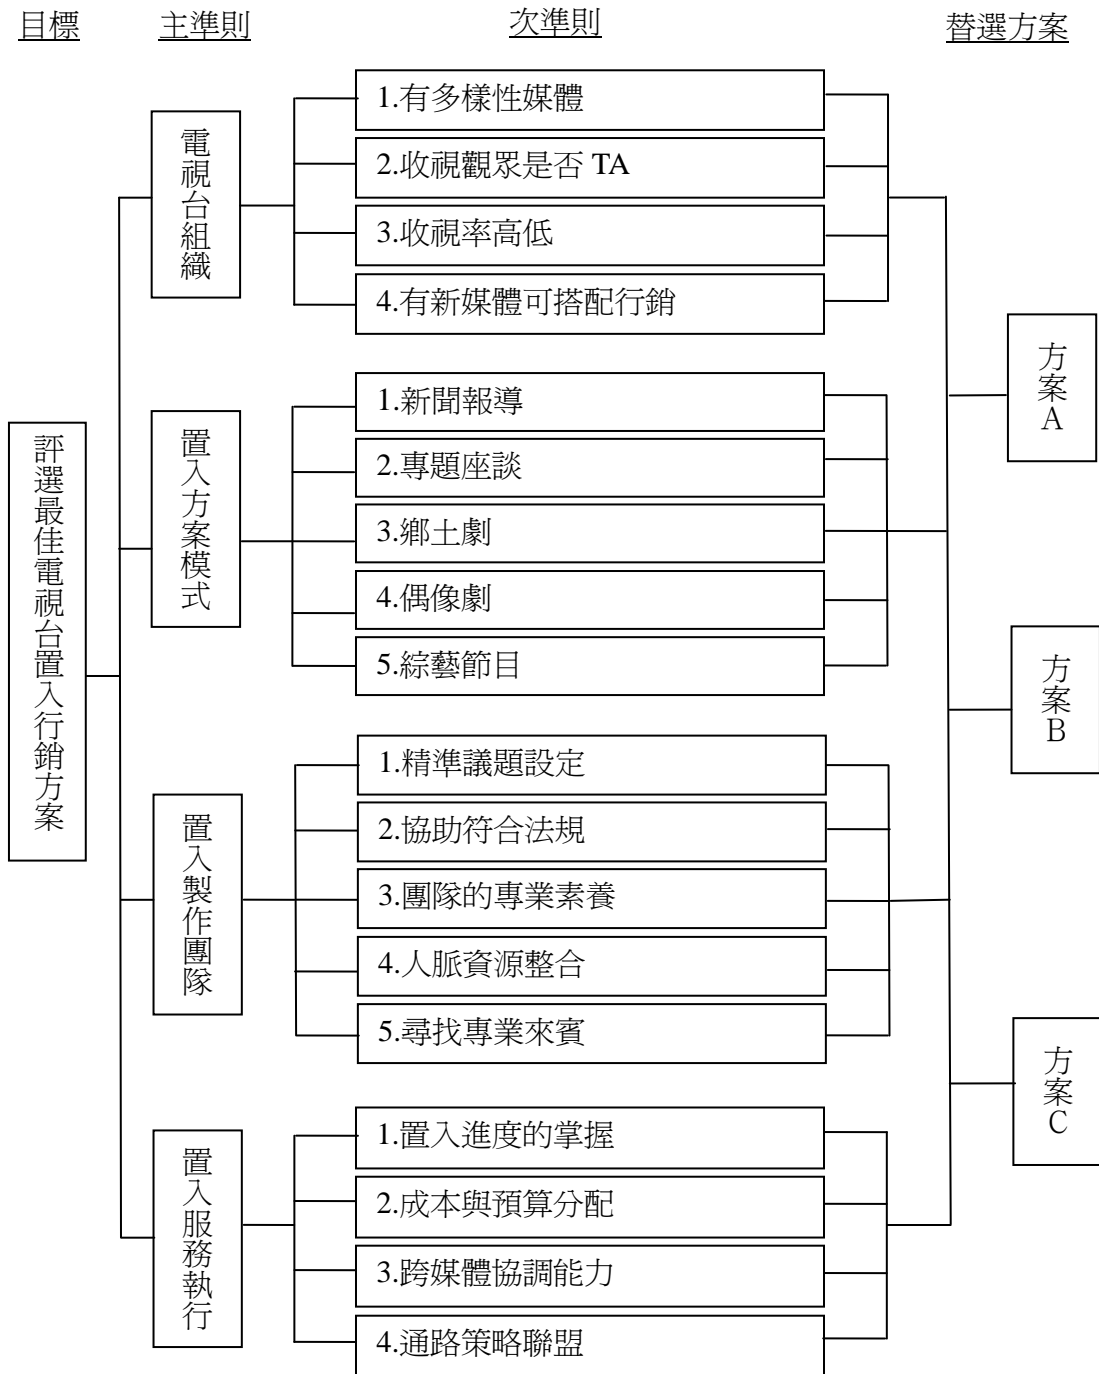 目標
主準則
次準則
替選方案
評選最佳電視台置入行銷方案
電視台組織
1.有多樣性媒體
2.收視觀眾是否 TA
3.收視率高低
4.有新媒體可搭配行銷
置入方案模式
1.新聞報導
2.專題座談
3.鄉土劇
4.偶像劇
5.綜藝節目
置入製作團隊
1.精準議題設定
2.協助符合法規
3.團隊的專業素養
4.人脈資源整合
5.尋找專業來賓
置入服務執行
1.置入進度的掌握
2.成本與預算分配
3.跨媒體協調能力
4.通路策略聯盟
方案A
方案B
方案C